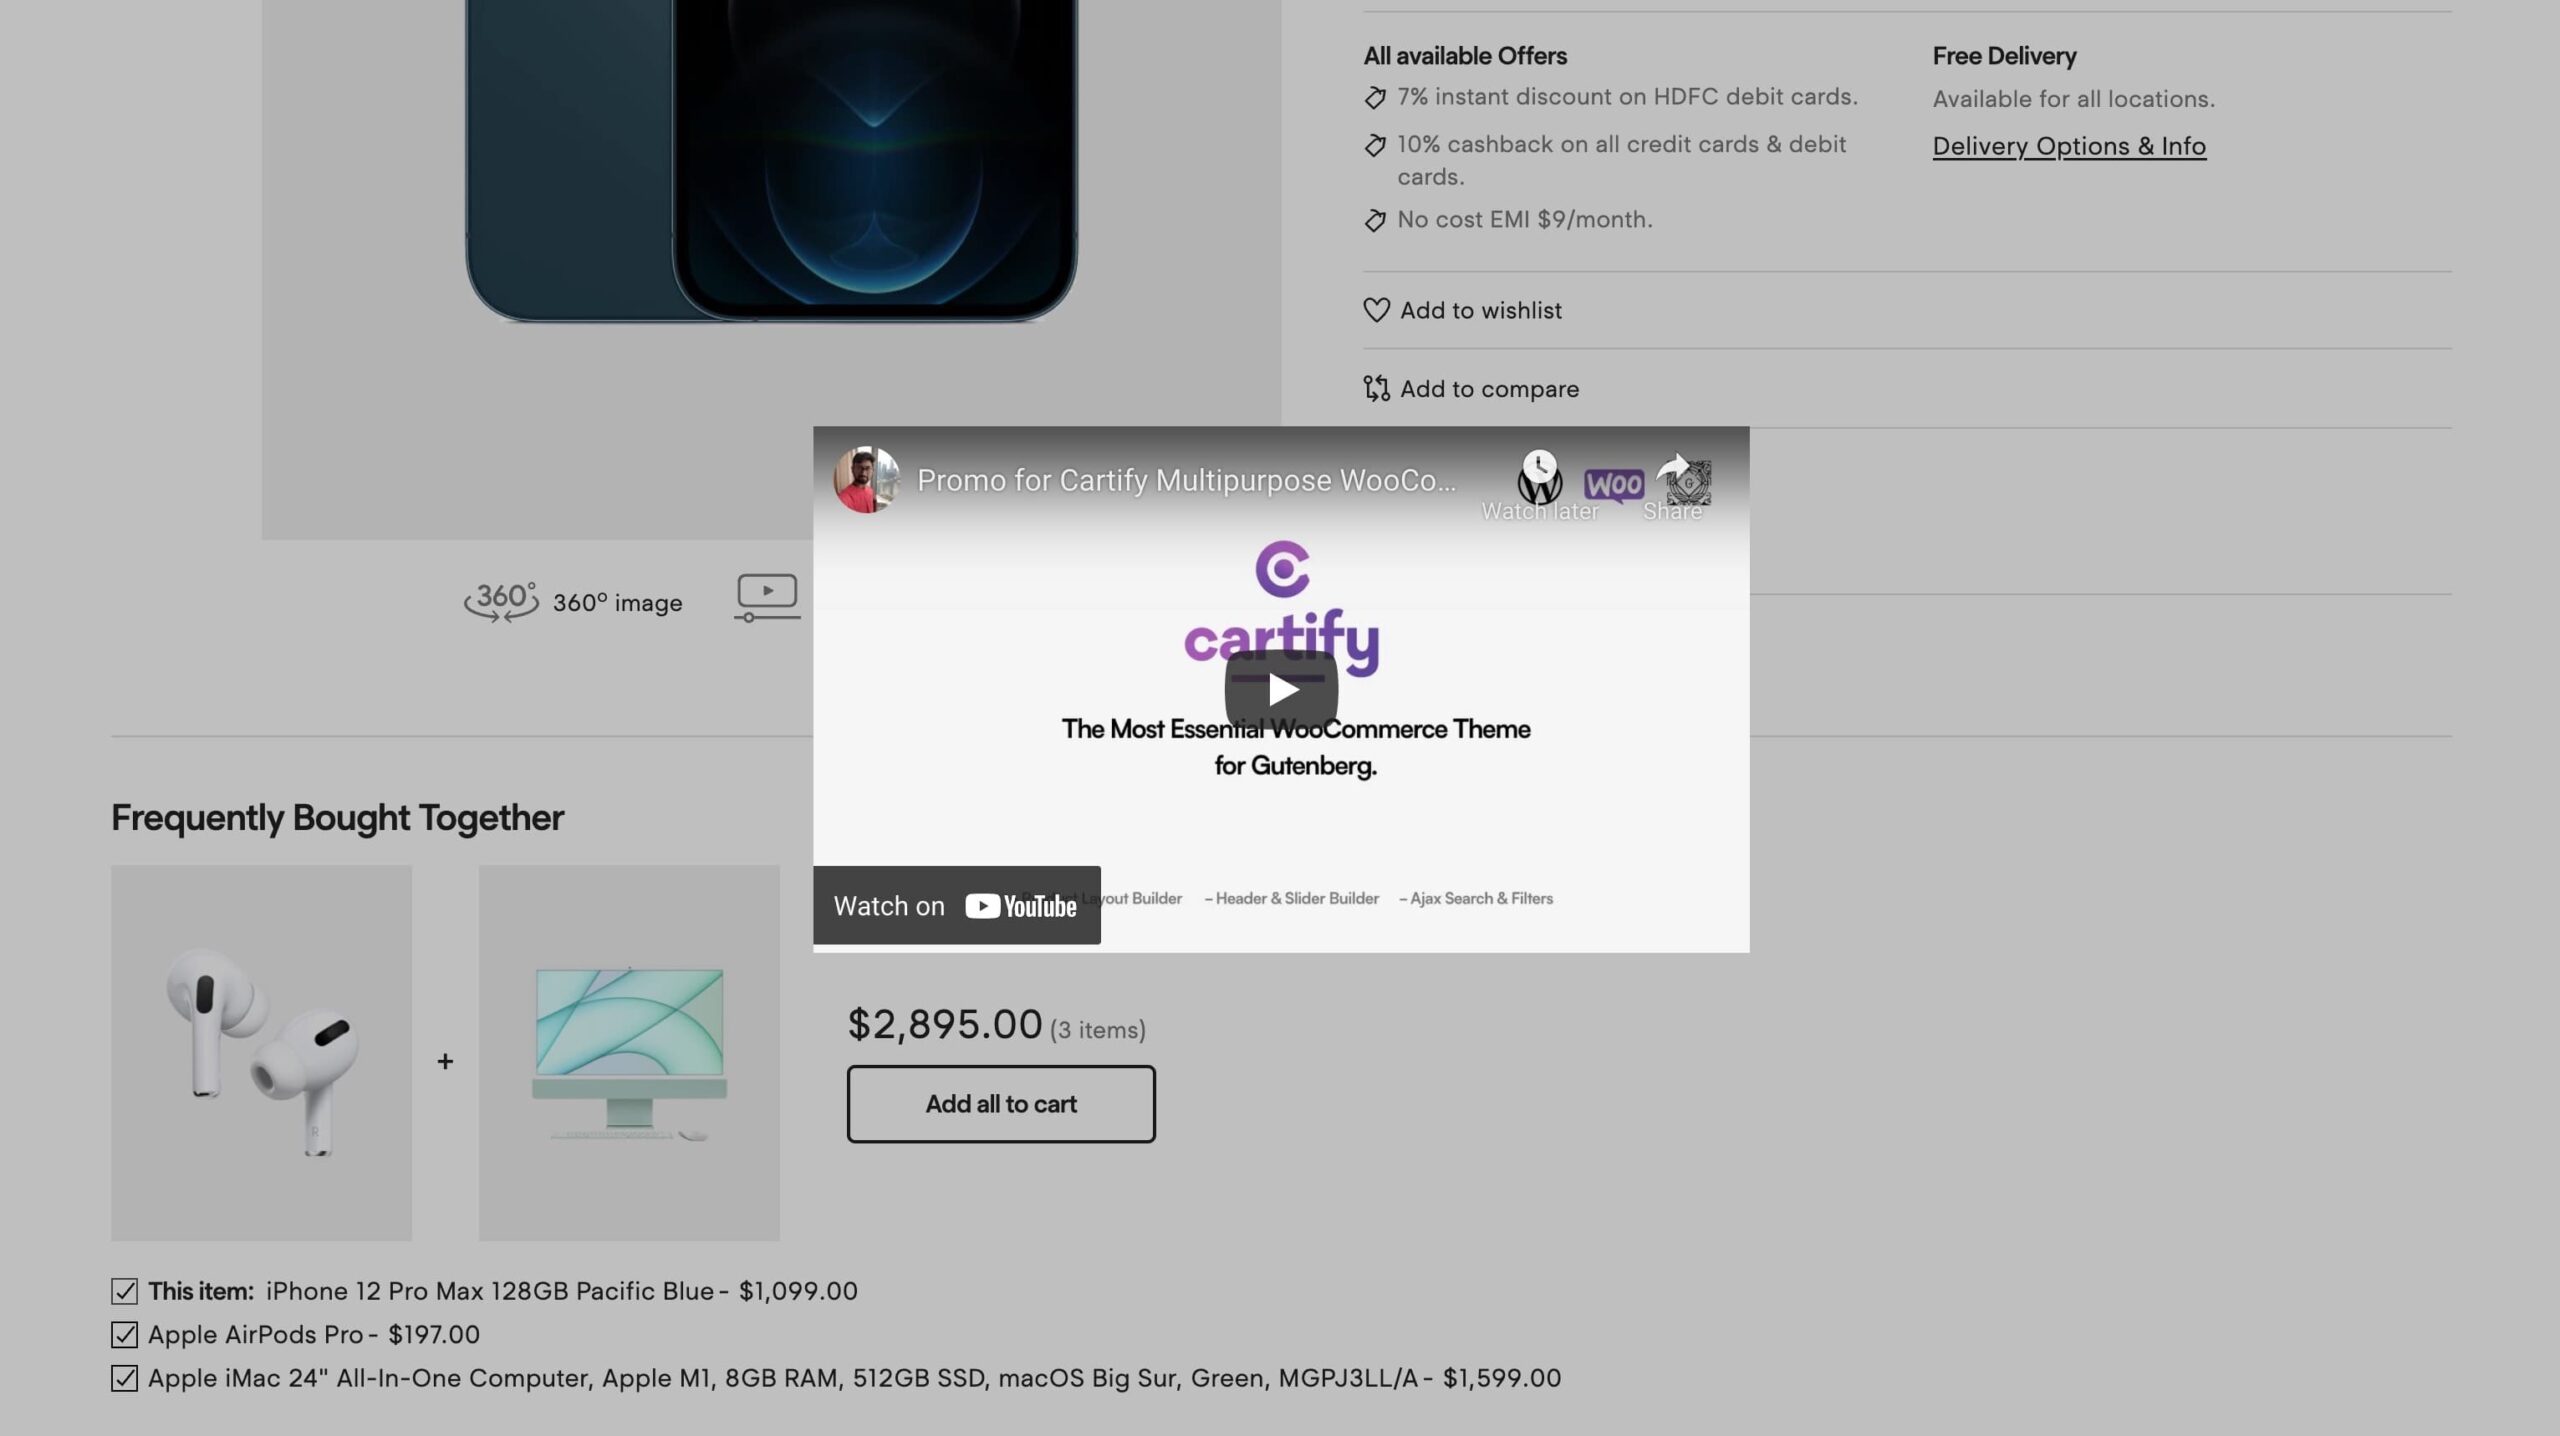 All available Offers
7% instant discount on HDFC debit cards.
10% cashback on all credit cards & debit
cards.
No cost EMI $9/month.
Free Delivery
Available for all locations.
Delivery Options & Info
Add to wishlist
Add to compare
360° 360° image
Promo for Cartify Multipurpose WooCo...
Watch later
Woo
Share
cartify
The Most Essential WooCommerce Theme
for Gutenberg.
Layout Builder – Header & Slider Builder – Ajax Search & Filters
Watch on YouTube
Frequently Bought Together
R
+
$2,895.00 (3 items)
Add all to cart
This item: iPhone 12 Pro Max 128GB Pacific Blue - $1,099.00
Apple AirPods Pro - $197.00
Apple iMac 24" All-In-One Computer, Apple M1, 8GB RAM, 512GB SSD, macOS Big Sur, Green, MGPJ3LL/A - $1,599.00